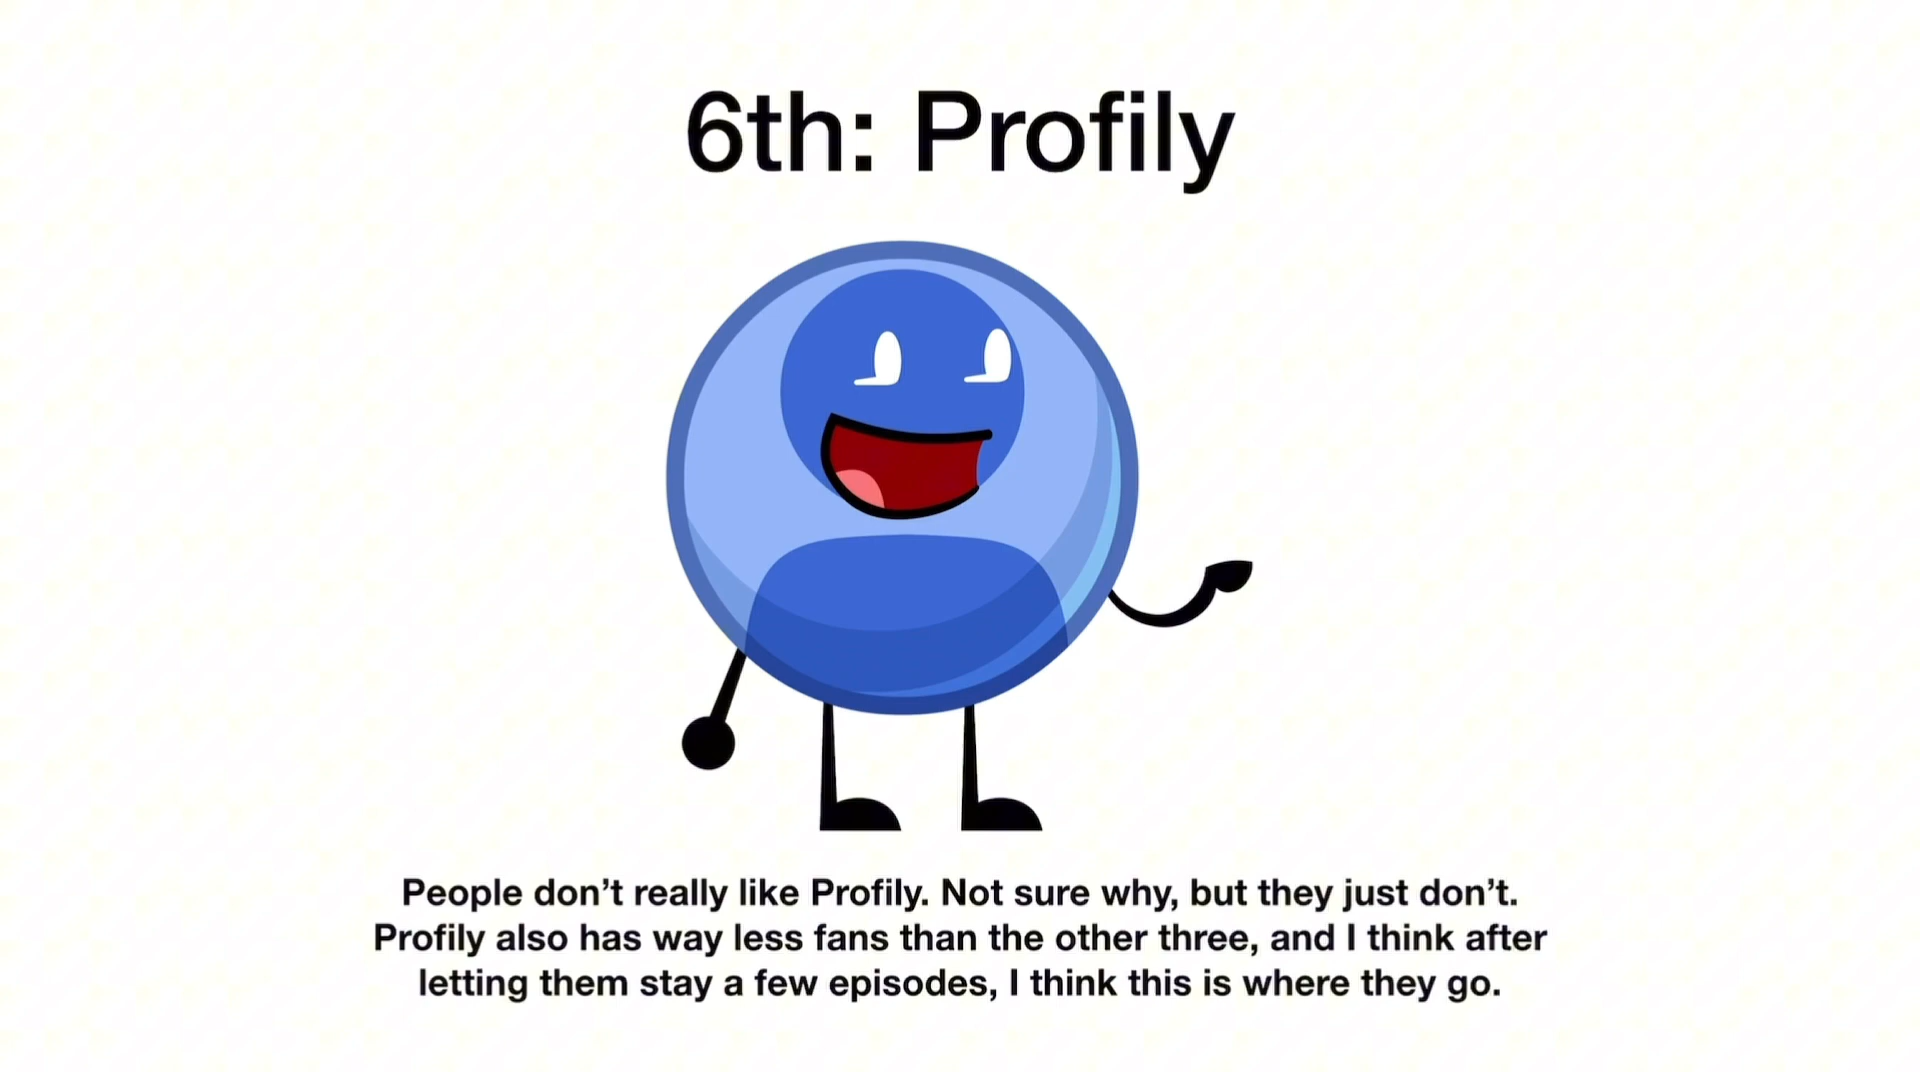 6th: Profily
People don’t really like Profily. Not sure why, but they just don’t.
Profily also has way less fans than the other three, and I think after
letting them stay a few episodes, I think this is where they go.